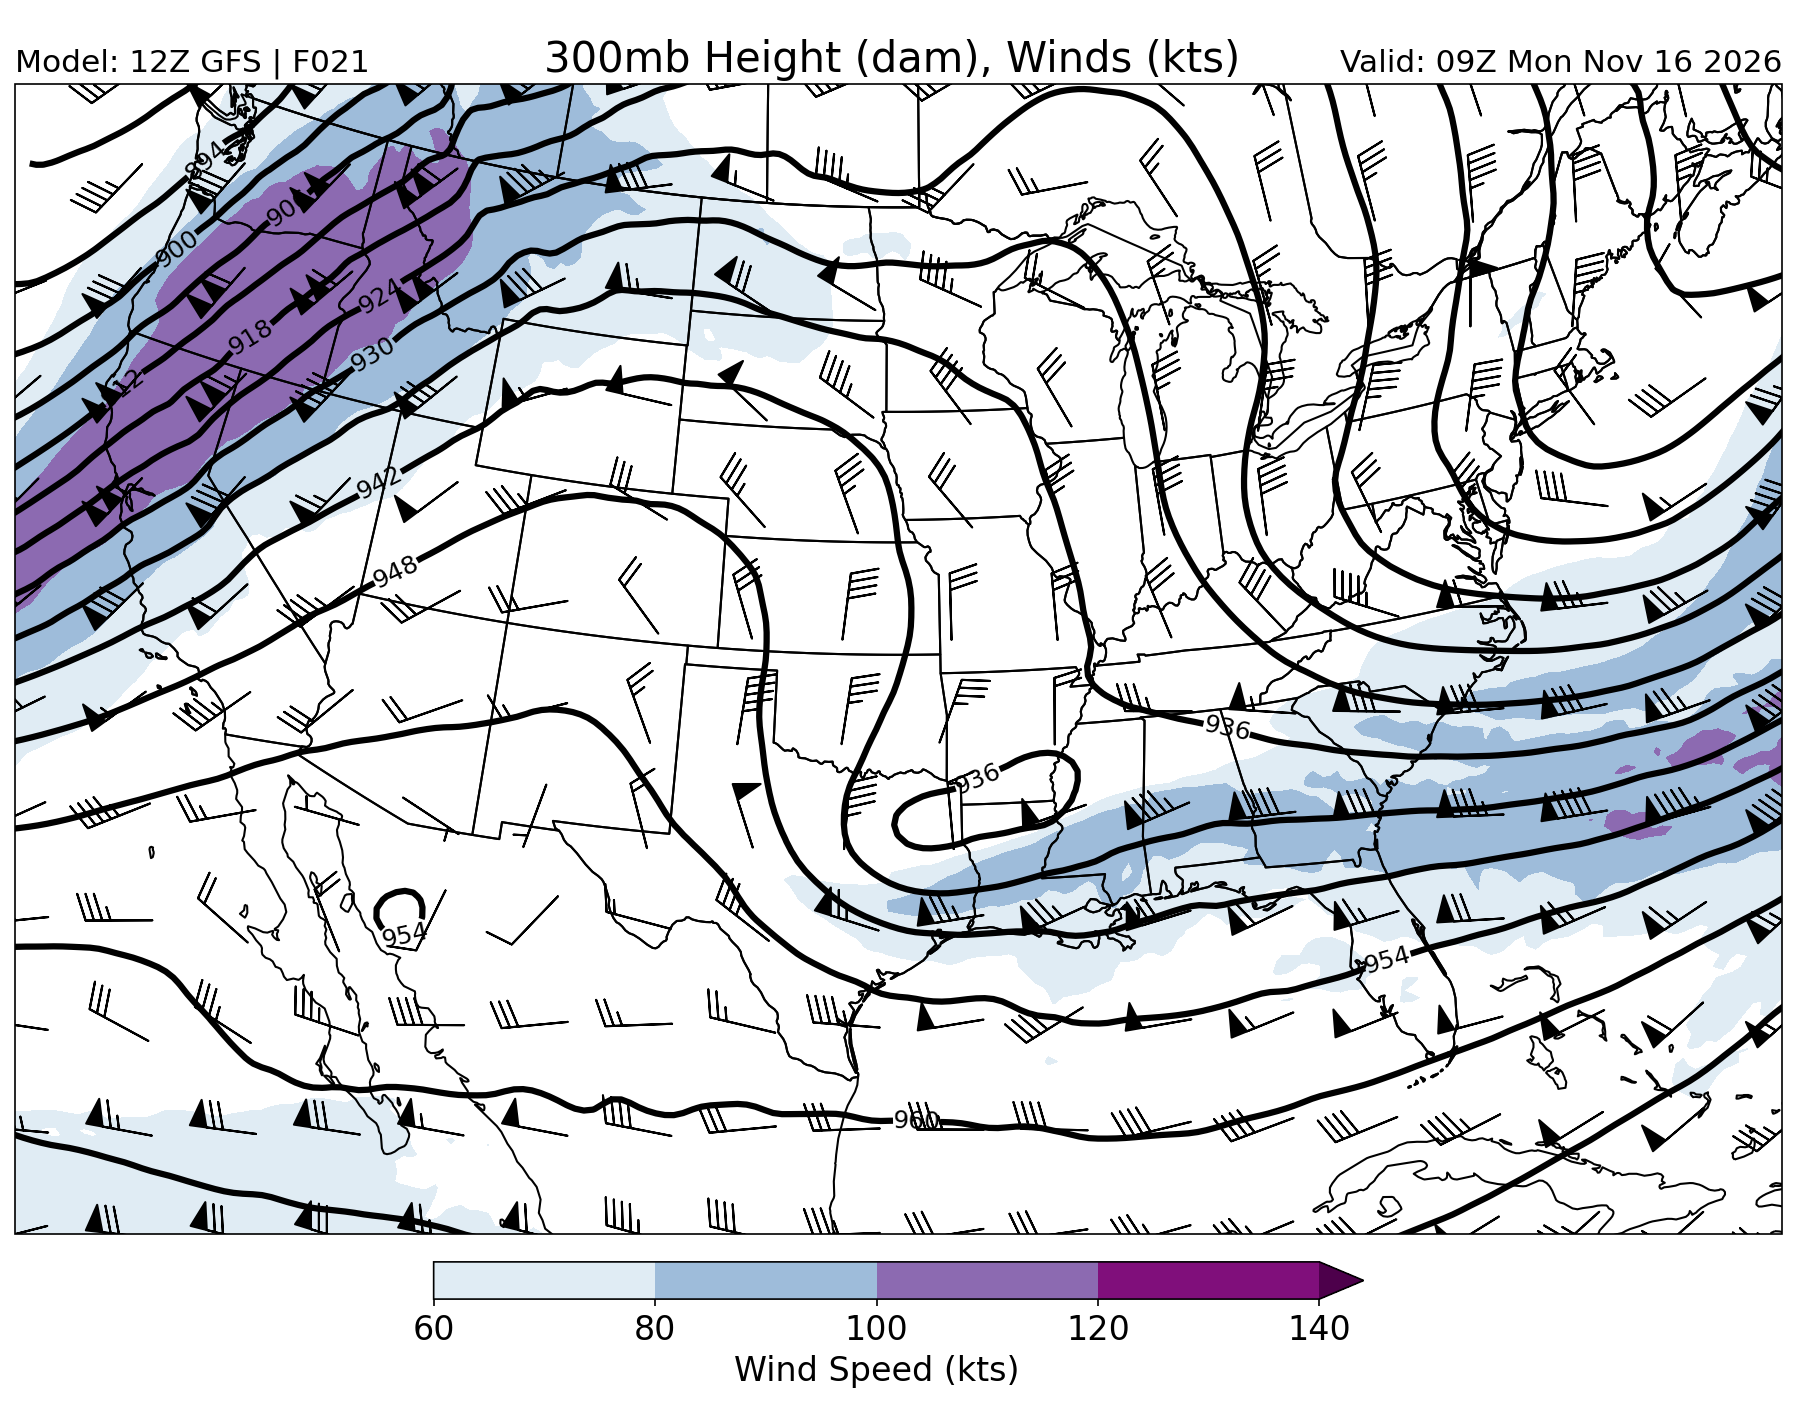 Model: 12Z GFS | F021
300mb Height (dam), Winds (kts)
Valid: 09Z Mon Nov 16 2026
894
900
906
912
918
924
930
942
948
936
936
954
954
960
60 80 100 120 140
Wind Speed (kts)